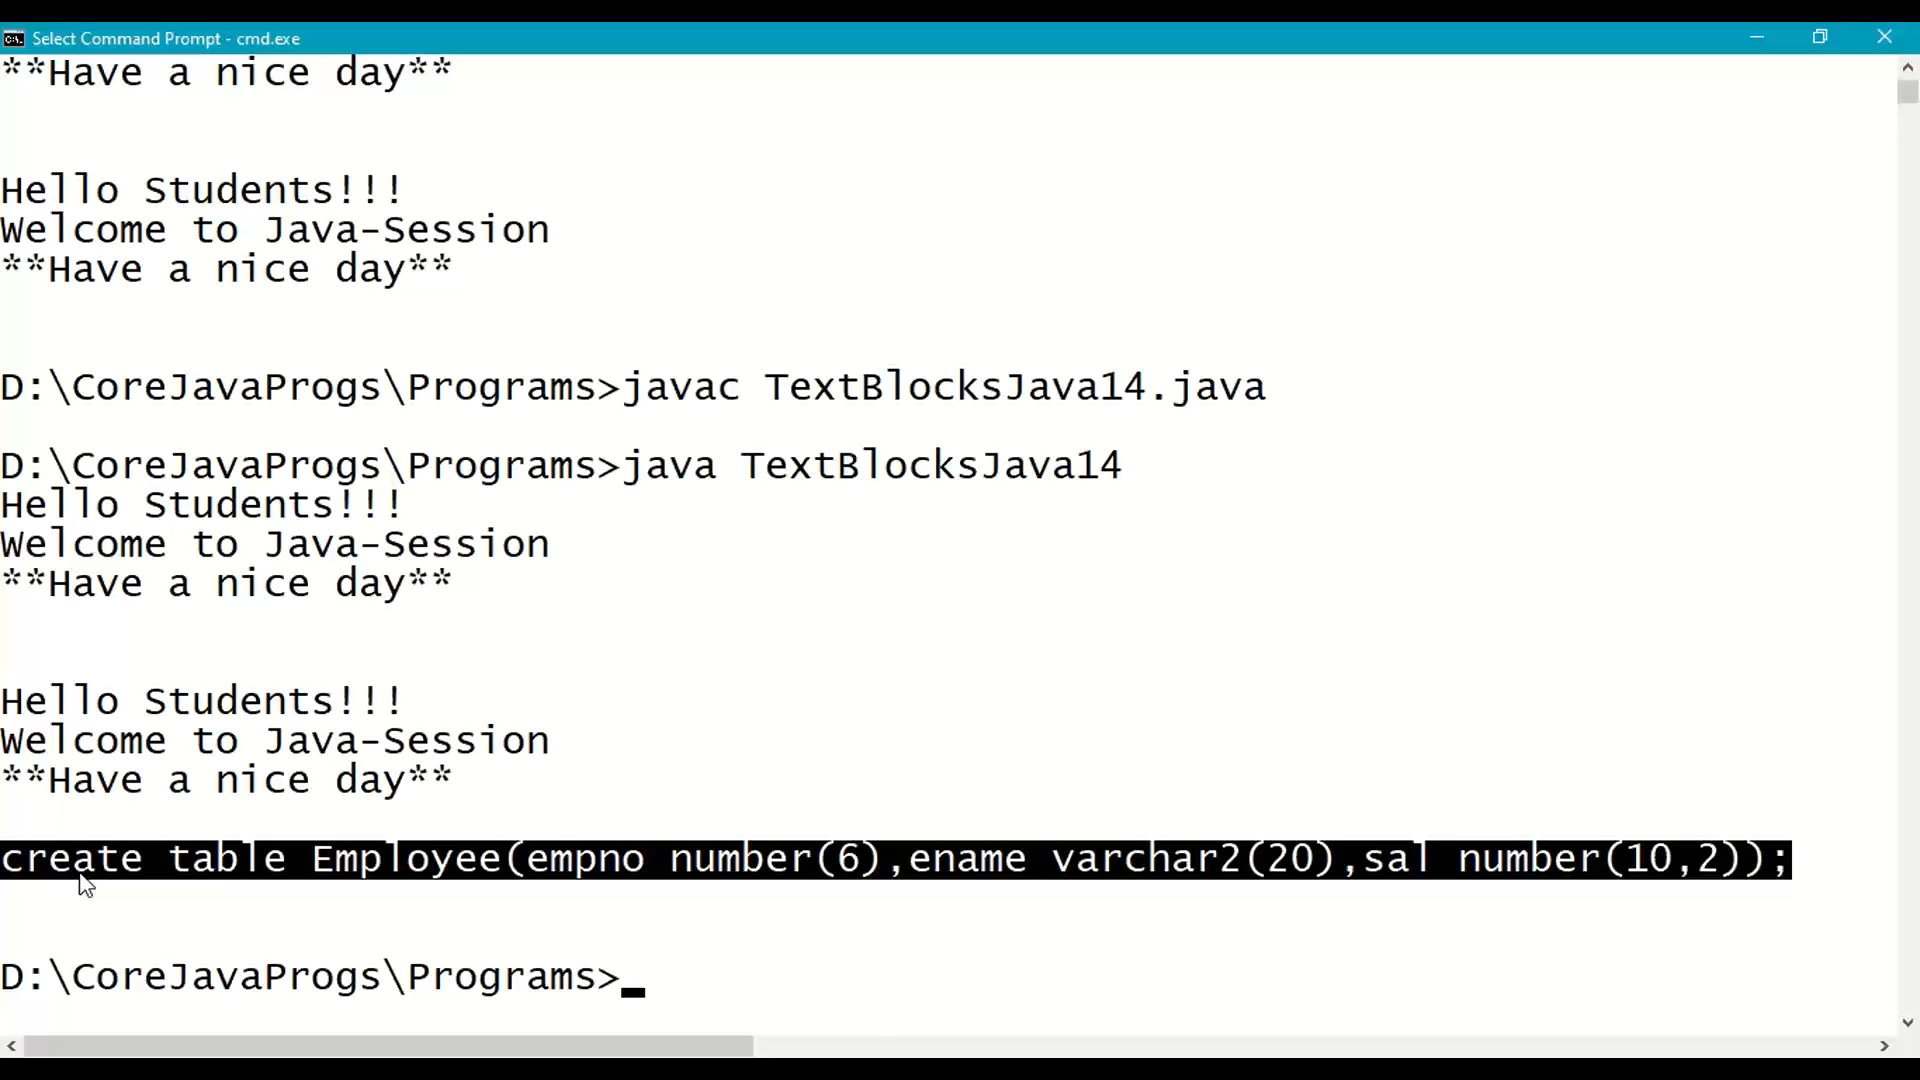 Select Command Prompt - cmd.exe
**Have a nice day**
Hello Students!!!
Welcome to Java-Session
**Have a nice day**
D:\CoreJavaProgs\Programs>javac TextBlocksJava14.java
D:\CoreJavaProgs\Programs>java TextBlocksJava14
Hello Students!!!
Welcome to Java-Session
**Have a nice day**
Hello Students!!!
Welcome to Java-Session
**Have a nice day**
create table Employee(empno number(6),ename varchar2(20),sal number(10,2));
D:\CoreJavaProgs\Programs>